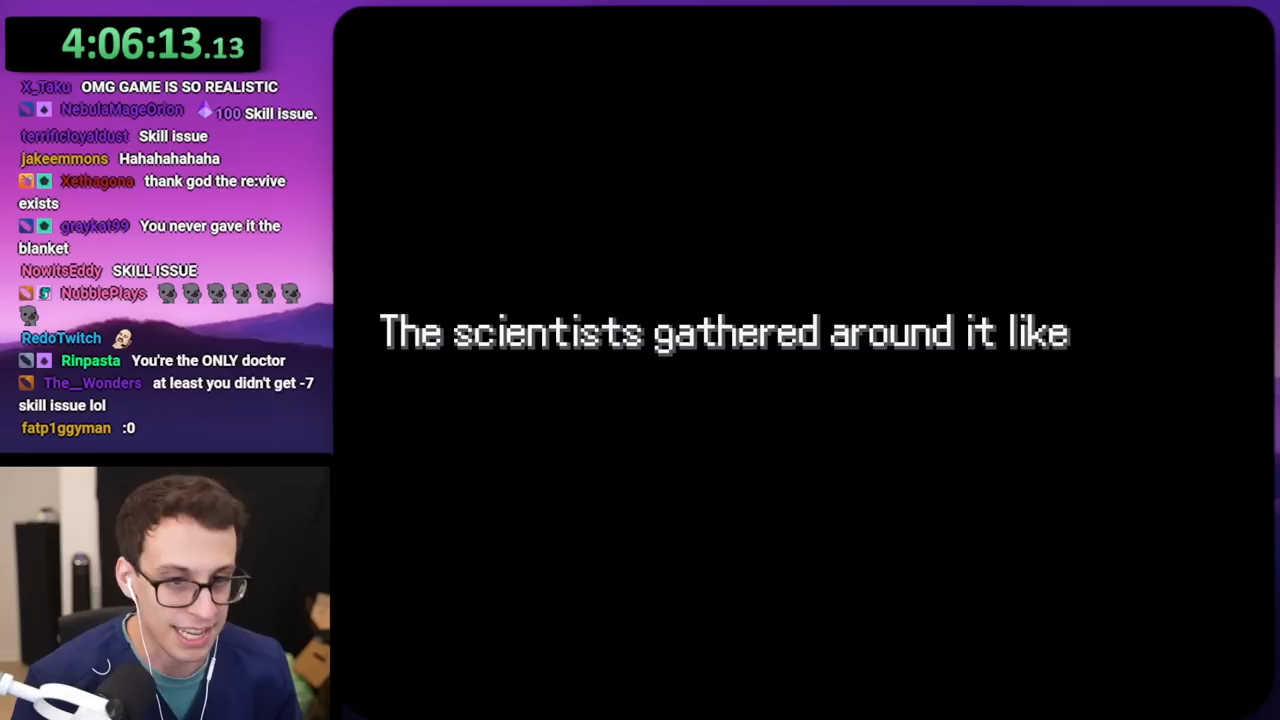 4:06:13.13
X_Taku OMG GAME IS SO REALISTIC
NebulaMageOrion 100 Skill issue.
terrificloyaldust Skill issue
jakeemmons Hahahahahaha
Xethagona thank god the re:vive
exists
graykat99 You never gave it the
blanket
NowItsEddy SKILL ISSUE
NubblePlays
RedoTwitch
Rinpasta You're the ONLY doctor
The__Wonders at least you didn't get -7
skill issue lol
fatp1ggyman :0
The scientists gathered around it like